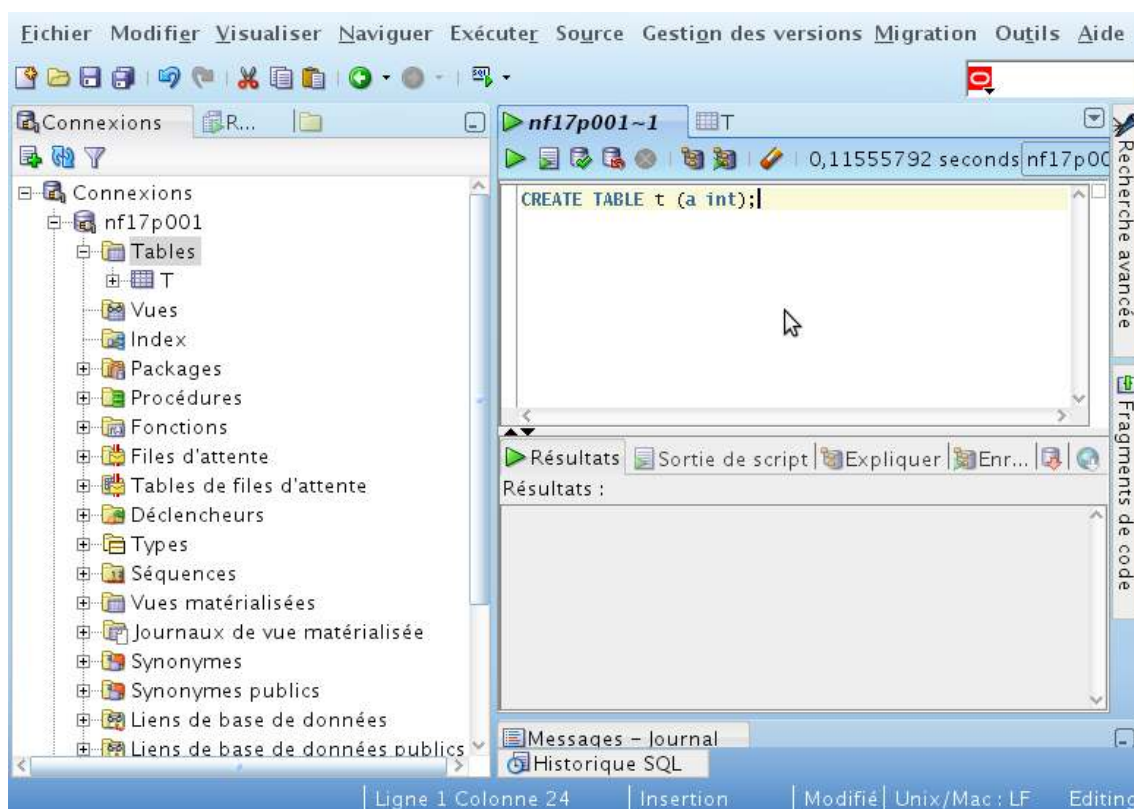 Fichier Modifier Visualiser Naviguer Exécuter Source Gestion des versions Migration Outils Aide
Connexions R...
nf17p001~1 T
0,11555792 seconds nf17p00
Connexions
nf17p001
Tables
T
Vues
Index
Packages
Procédures
Fonctions
Files d'attente
Tables de files d'attente
Déclencheurs
Types
Séquences
Vues matérialisées
Journaux de vue matérialisée
Synonymes
Synonymes publics
Liens de base de données
Liens de base de données publics
CREATE TABLE t (a int);
Résultats Sortie de script Expliquer Enr...
Résultats :
Messages - Journal
Historique SQL
Recherche avancée
Fragments de code
Ligne 1 Colonne 24 Insertion Modifié Unix/Mac: LF Editing